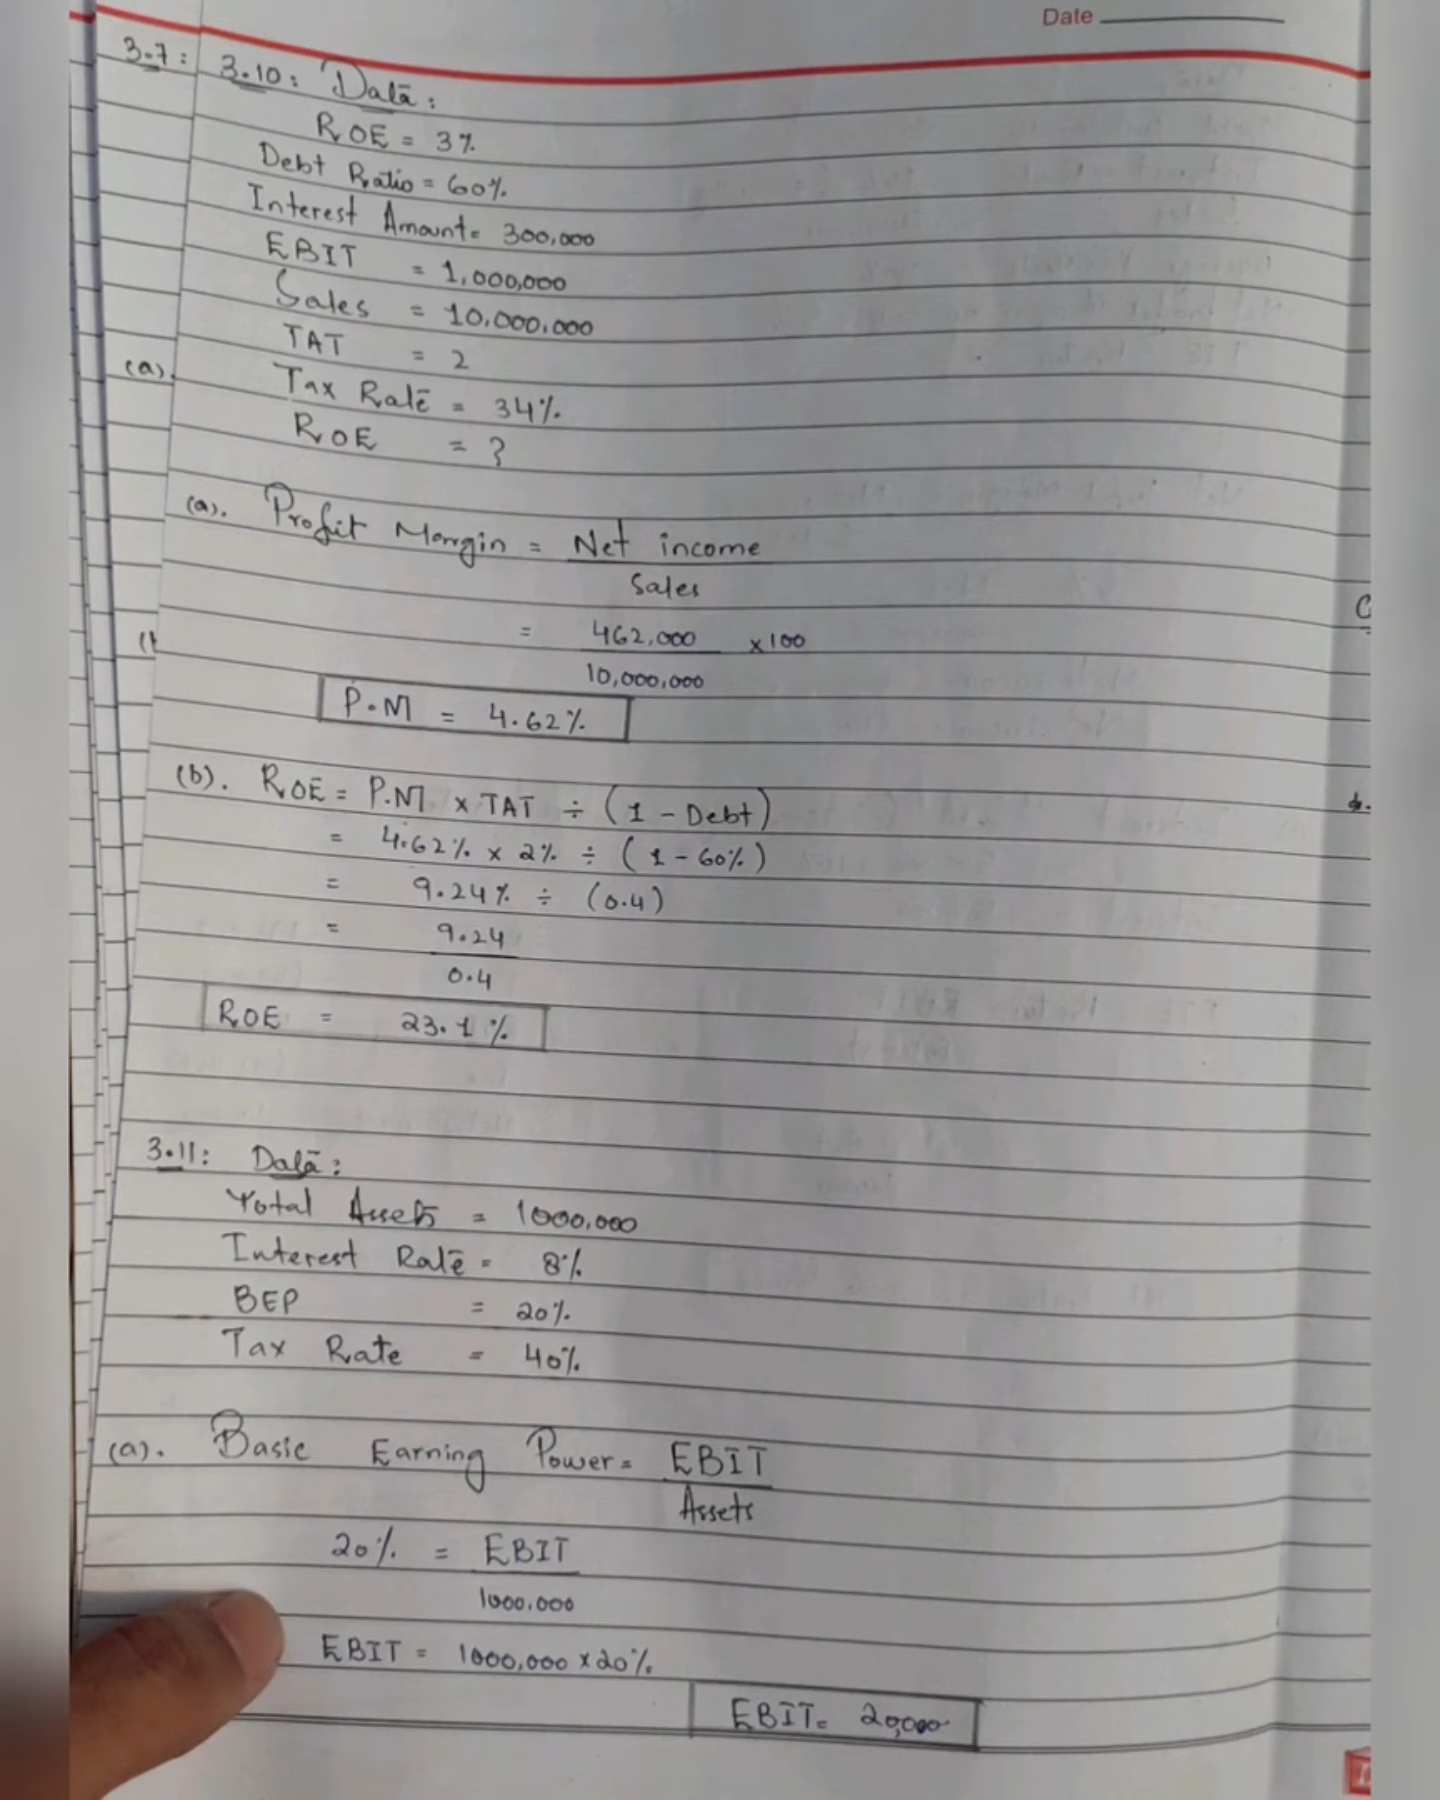 Date
3.7:
3.10: Data:
ROE = 3%
Debt Ratio = 60%
Interest Amount = 300,000
EBIT = 1,000,000
Sales = 10,000,000
TAT = 2
(a).
Tax Rate = 34%
ROE = ?
(a). Profit Margin = Net income
Sales
= 462,000 x 100
10,000,000
P.M = 4.62%
(b). ROE = P.M x TAT ÷ (1 - Debt)
= 4.62% x 2% ÷ (1 - 60%)
= 9.24% ÷ (0.4)
= 9.24
0.4
ROE = 23.1%
3.11: Data:
Total Assets = 1000,000
Interest Rate = 8%
BEP = 20%
Tax Rate = 40%
(a). Basic Earning Power = EBIT
Assets
20% = EBIT
1000,000
EBIT = 1000,000 x 20%
EBIT = 20,000